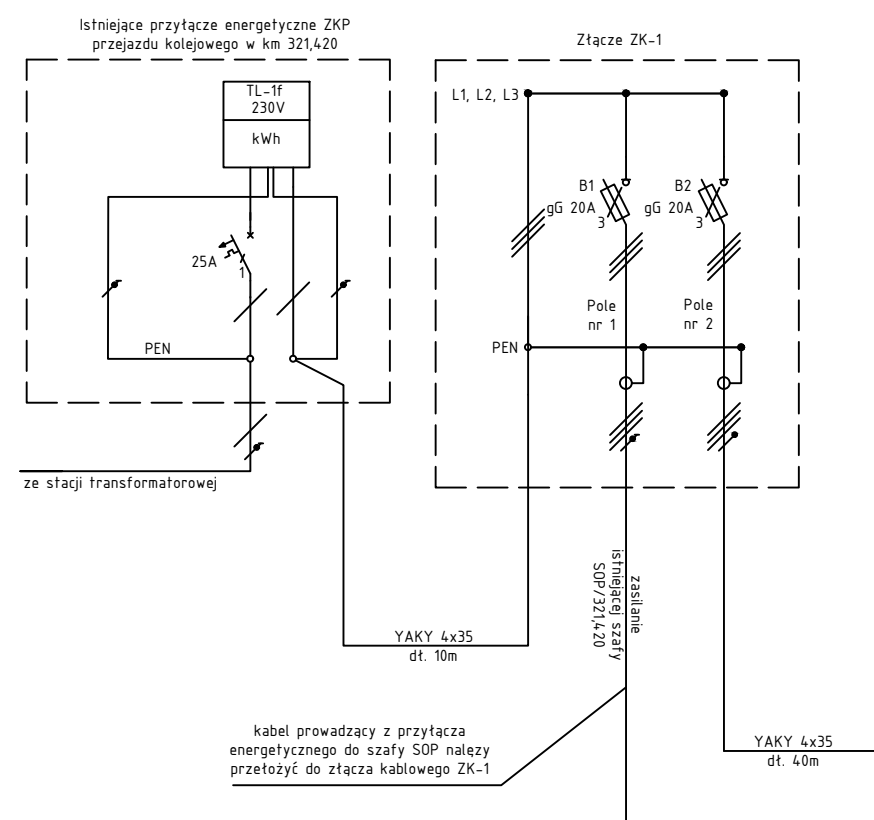 Istniejące przyłącze energetyczne ZKP
przejazdu kolejowego w km 321,420
TL-1f
230V
kWh
25A
1
PEN
ze stacji transformatorowej
Złącze ZK-1
L1, L2, L3
B1
gG 20A
3
B2
gG 20A
3
Pole
nr 1
Pole
nr 2
PEN
zasilanie
istniejącej szafy
SOP/321,420
YAKY 4x35
dł. 10m
kabel prowadzący z przyłącza
energetycznego do szafy SOP nalęzy
przełożyć do złącza kablowego ZK-1
YAKY 4x35
dł. 40m